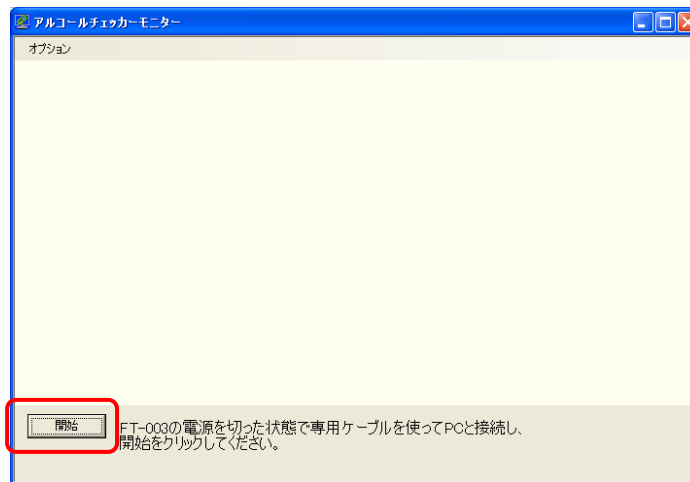 アルコールチェッカーモニター
オプション
開始
FT-003の電源を切った状態で専用ケーブルを使ってPCと接続し、
開始をクリックしてください。